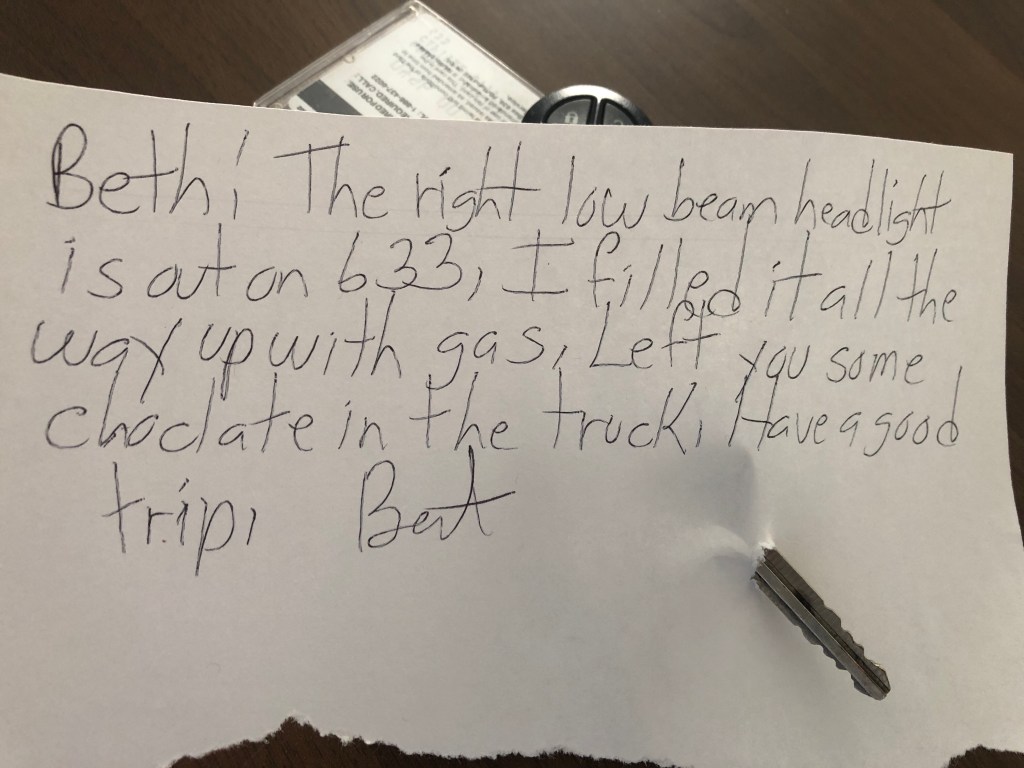 Beth, The right low beam headlight
is out on 633, I filled it all the
way up with gas, Left you some
choclate in the truck, Have a good
trip, Bert